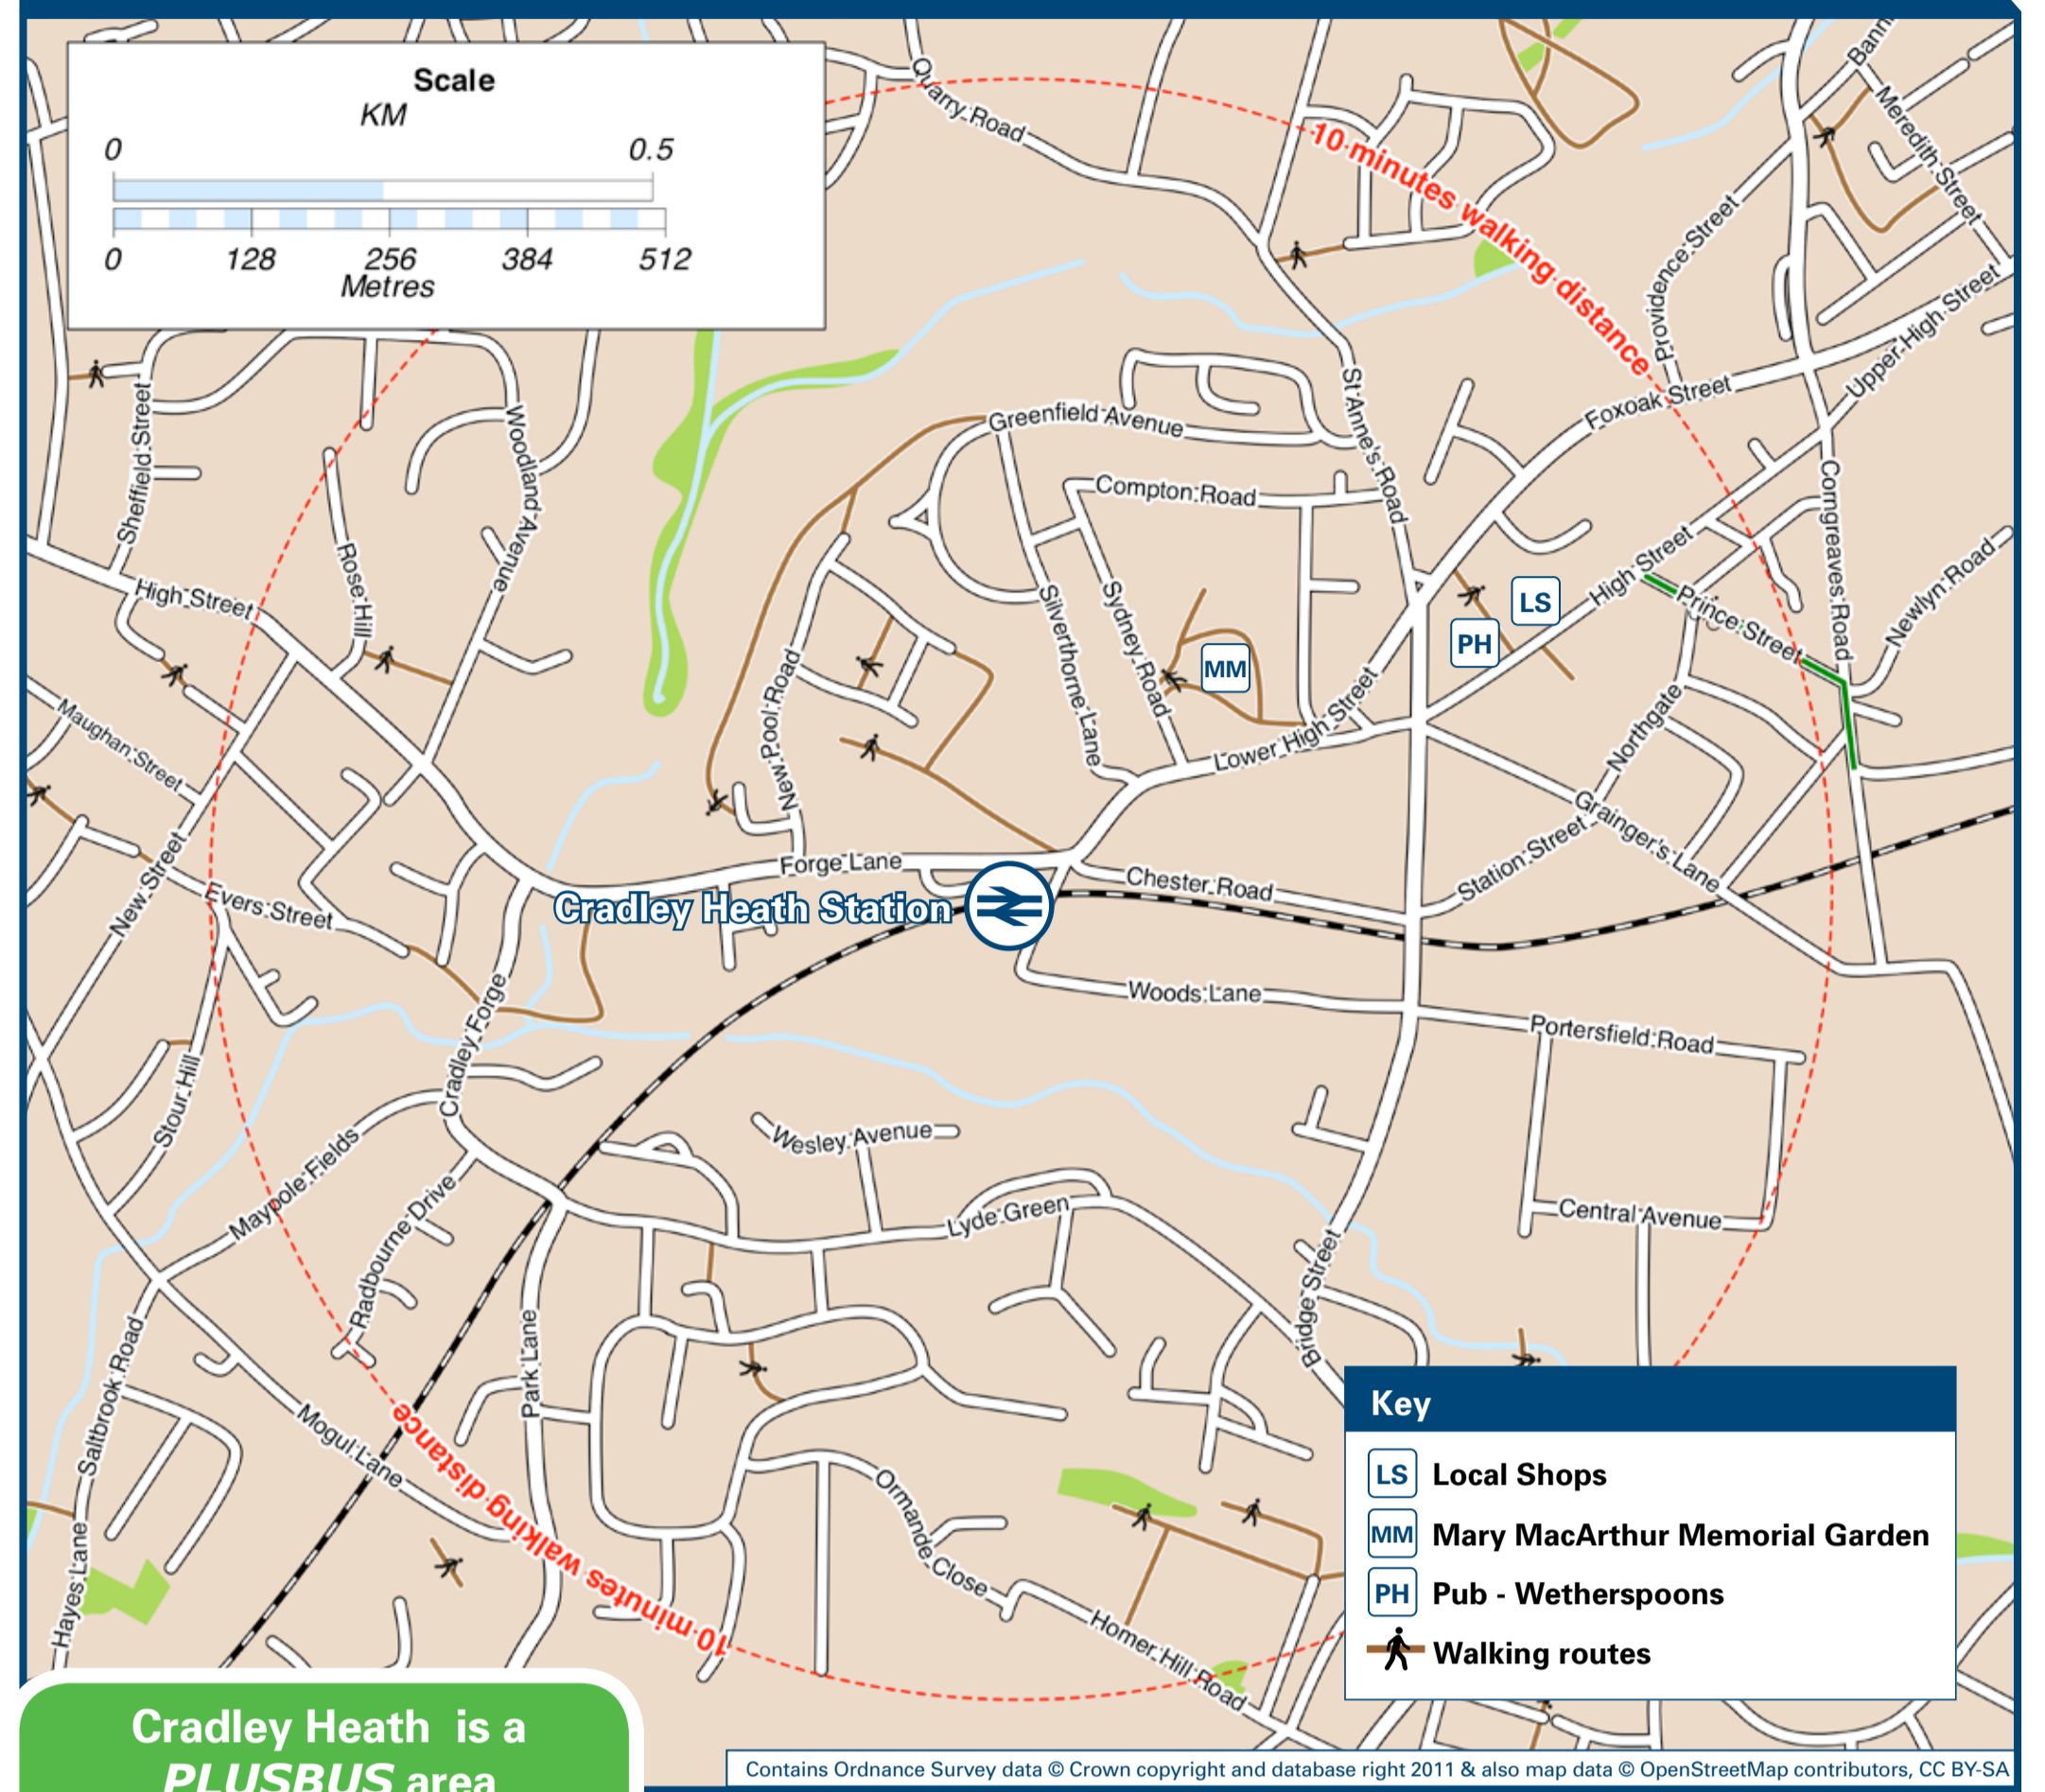 Scale
KM
0 0.5
0 128 256 384 512
Metres
Quarry Road
10 minutes walking distance
Meredith Street
Providence Street
Upper High Street
Foxoak Street
St Anne's Road
Greenfield Avenue
Compton Road
Corngreaves Road
Newlyn Road
High Street
Prince Street
Sheffield Street
Woodland Avenue
Rose Hill
High Street
Maughan Street
New Pool Road
Silverthorne Lane
Sydney Road
MM
LS
PH
Lower High Street
Northgate
Grainger's Lane
Station Street
New Street
Evers Street
Forge Lane
Chester Road
Cradley Heath Station
Woods Lane
Portersfield Road
Cradley Forge
Stour Hill
Maypole Fields
Radbourne Drive
Wesley Avenue
Lyde Green
Central Avenue
Bridge Street
Park Lane
Saltbrook Road
Mogul Lane
Hayes Lane
10 minutes walking distance
Ormande Close
Homer Hill Road
Key
LS Local Shops
MM Mary MacArthur Memorial Garden
PH Pub - Wetherspoons
Walking routes
Cradley Heath is a
PLUSBUS area
Contains Ordnance Survey data © Crown copyright and database right 2011 & also map data © OpenStreetMap contributors, CC BY-SA